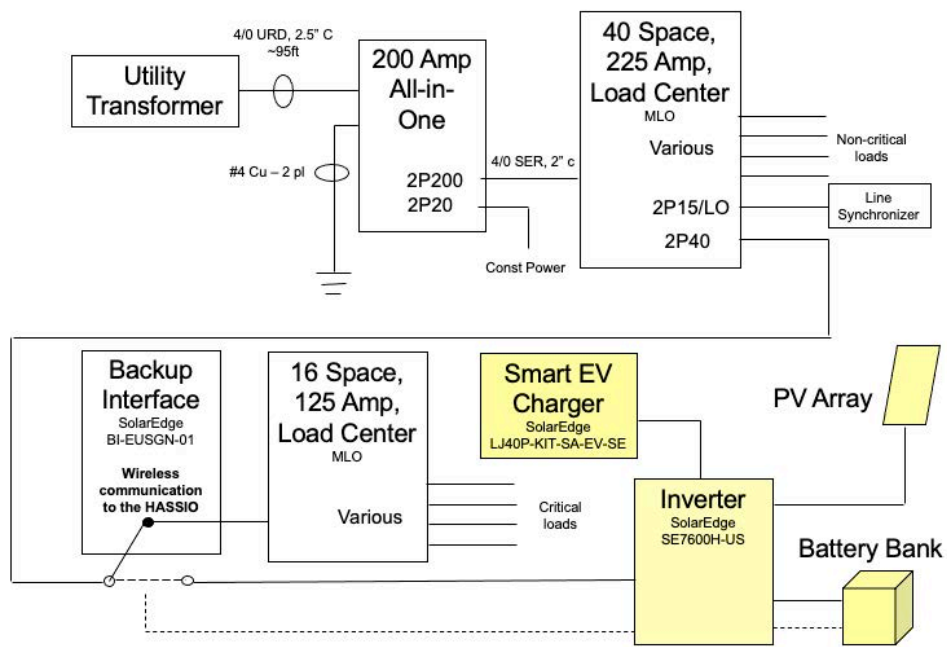 4/0 URD, 2.5" C
~95ft
Utility
Transformer
200 Amp
All-in-
One
2P200
2P20
#4 Cu – 2 pl
4/0 SER, 2" c
Const Power
40 Space,
225 Amp,
Load Center
MLO
Various
2P15/LO
2P40
Non-critical
loads
Line
Synchronizer
Backup
Interface
SolarEdge
BI-EUSGN-01
Wireless
communication
to the HASSIO
16 Space,
125 Amp,
Load Center
MLO
Various
Critical
loads
Smart EV
Charger
SolarEdge
LJ40P-KIT-SA-EV-SE
Inverter
SolarEdge
SE7600H-US
PV Array
Battery Bank